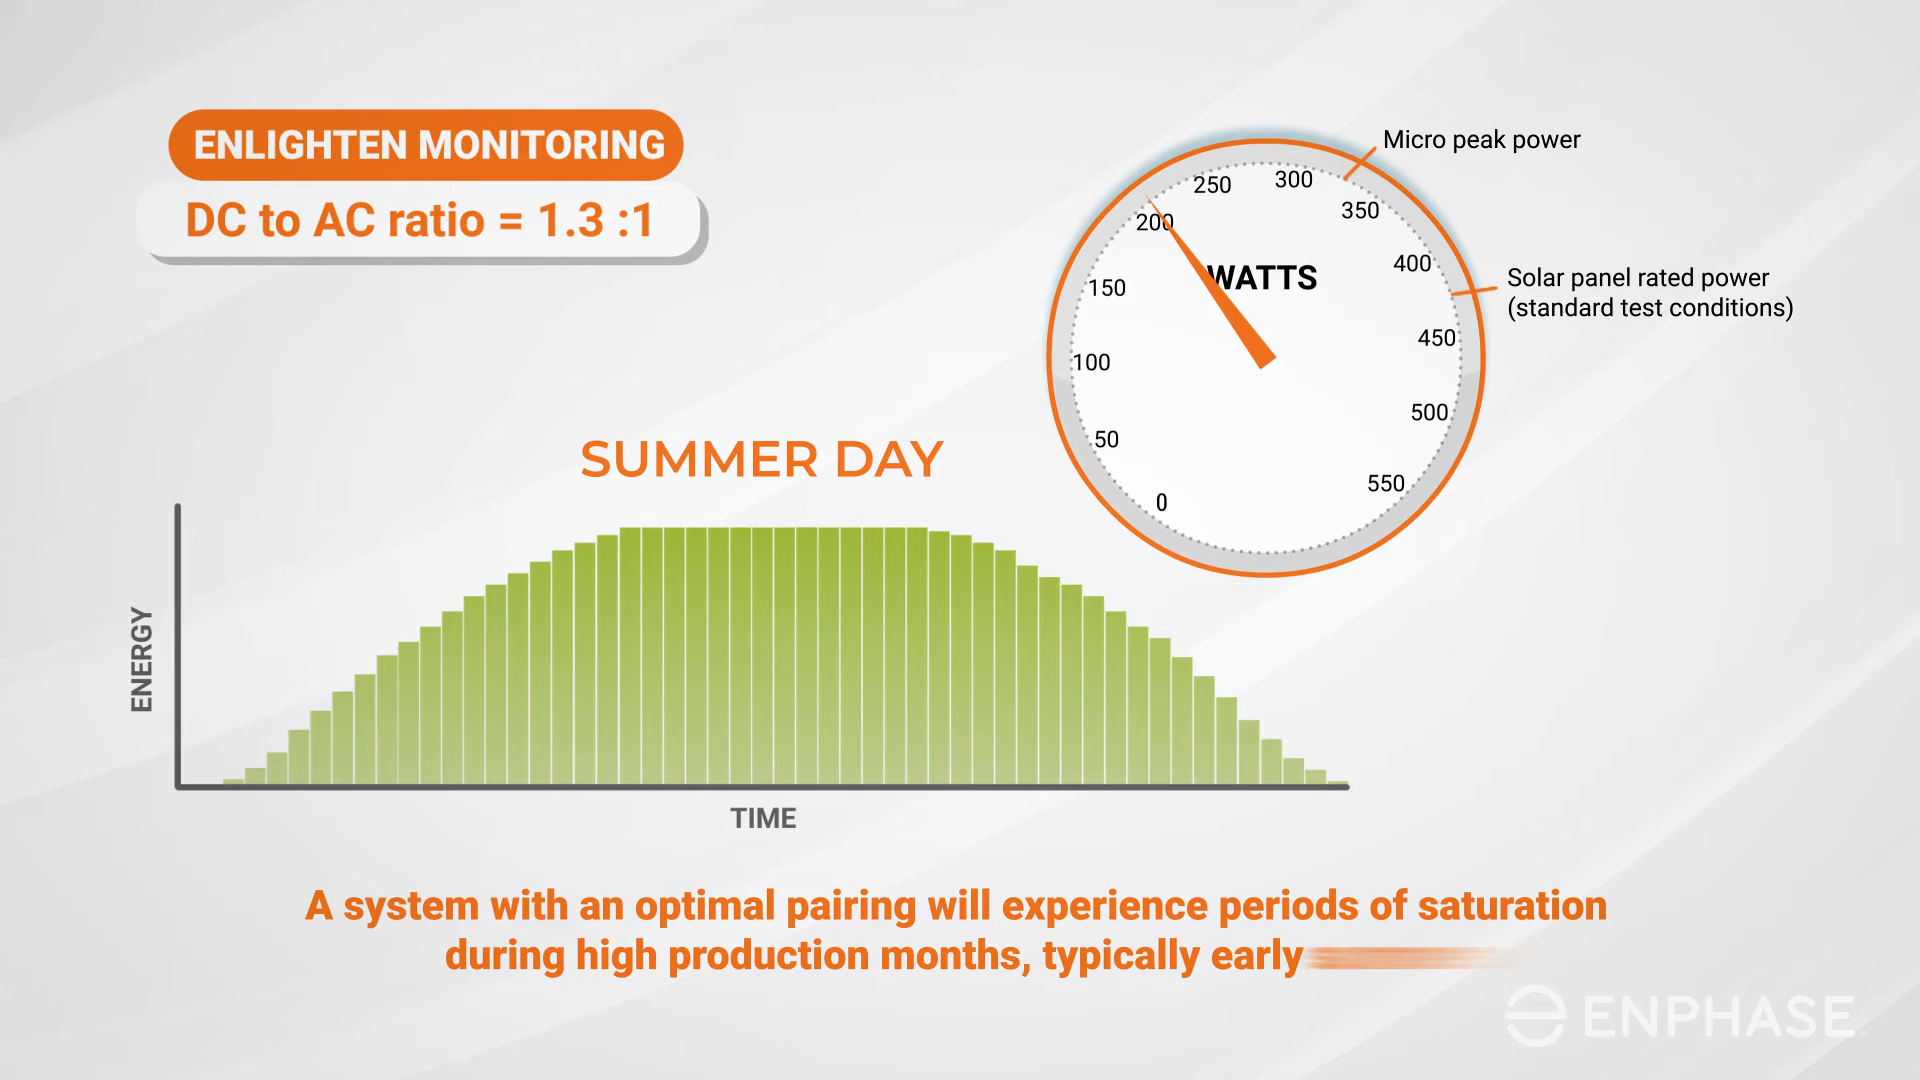 ENLIGHTEN MONITORING
DC to AC ratio = 1.3 :1
Micro peak power
250
300
350
200
WATTS
400
Solar panel rated power
(standard test conditions)
150
450
100
500
50
550
0
SUMMER DAY
ENERGY
TIME
A system with an optimal pairing will experience periods of saturation
during high production months, typically early
ENPHASE